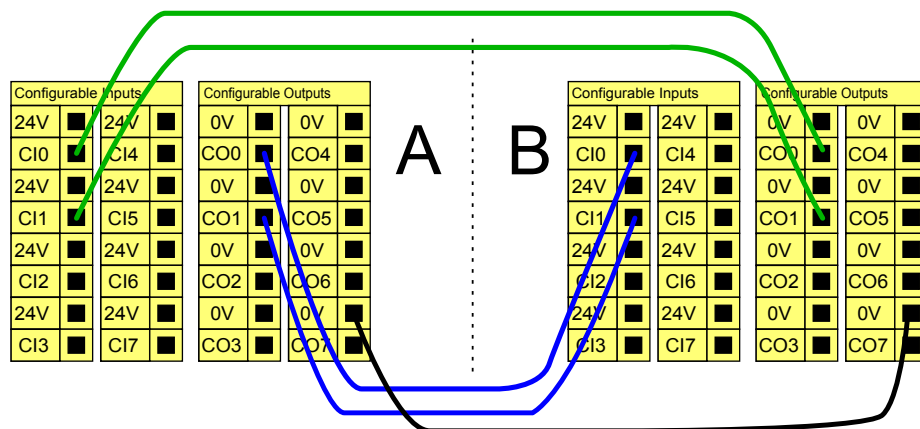 Configurable Inputs
24V 24V
CI0 CI4
24V 24V
CI1 CI5
24V 24V
CI2 CI6
24V 24V
CI3 CI7
Configurable Outputs
0V 0V
CO0 CO4
0V 0V
CO1 CO5
0V 0V
CO2 CO6
0V 0V
CO3 CO7
A
B
Configurable Inputs
24V 24V
CI0 CI4
24V 24V
CI1 CI5
24V 24V
CI2 CI6
24V 24V
CI3 CI7
Configurable Outputs
0V 0V
CO0 CO4
0V 0V
CO1 CO5
0V 0V
CO2 CO6
0V 0V
CO3 CO7